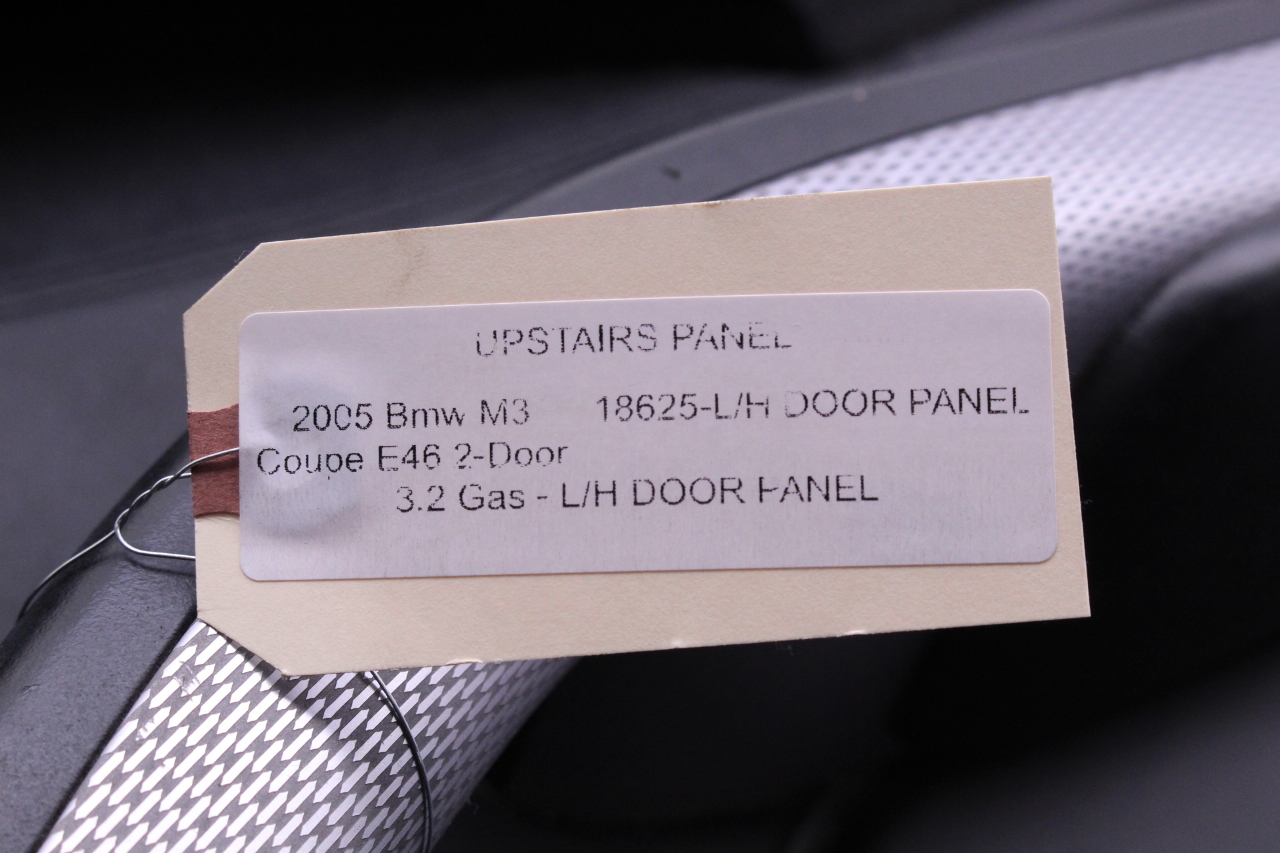 UPSTAIRS PANEL
2005 Bmw M3 18625-L/H DOOR PANEL
Coupe E46 2-Door
3.2 Gas - L/H DOOR PANEL